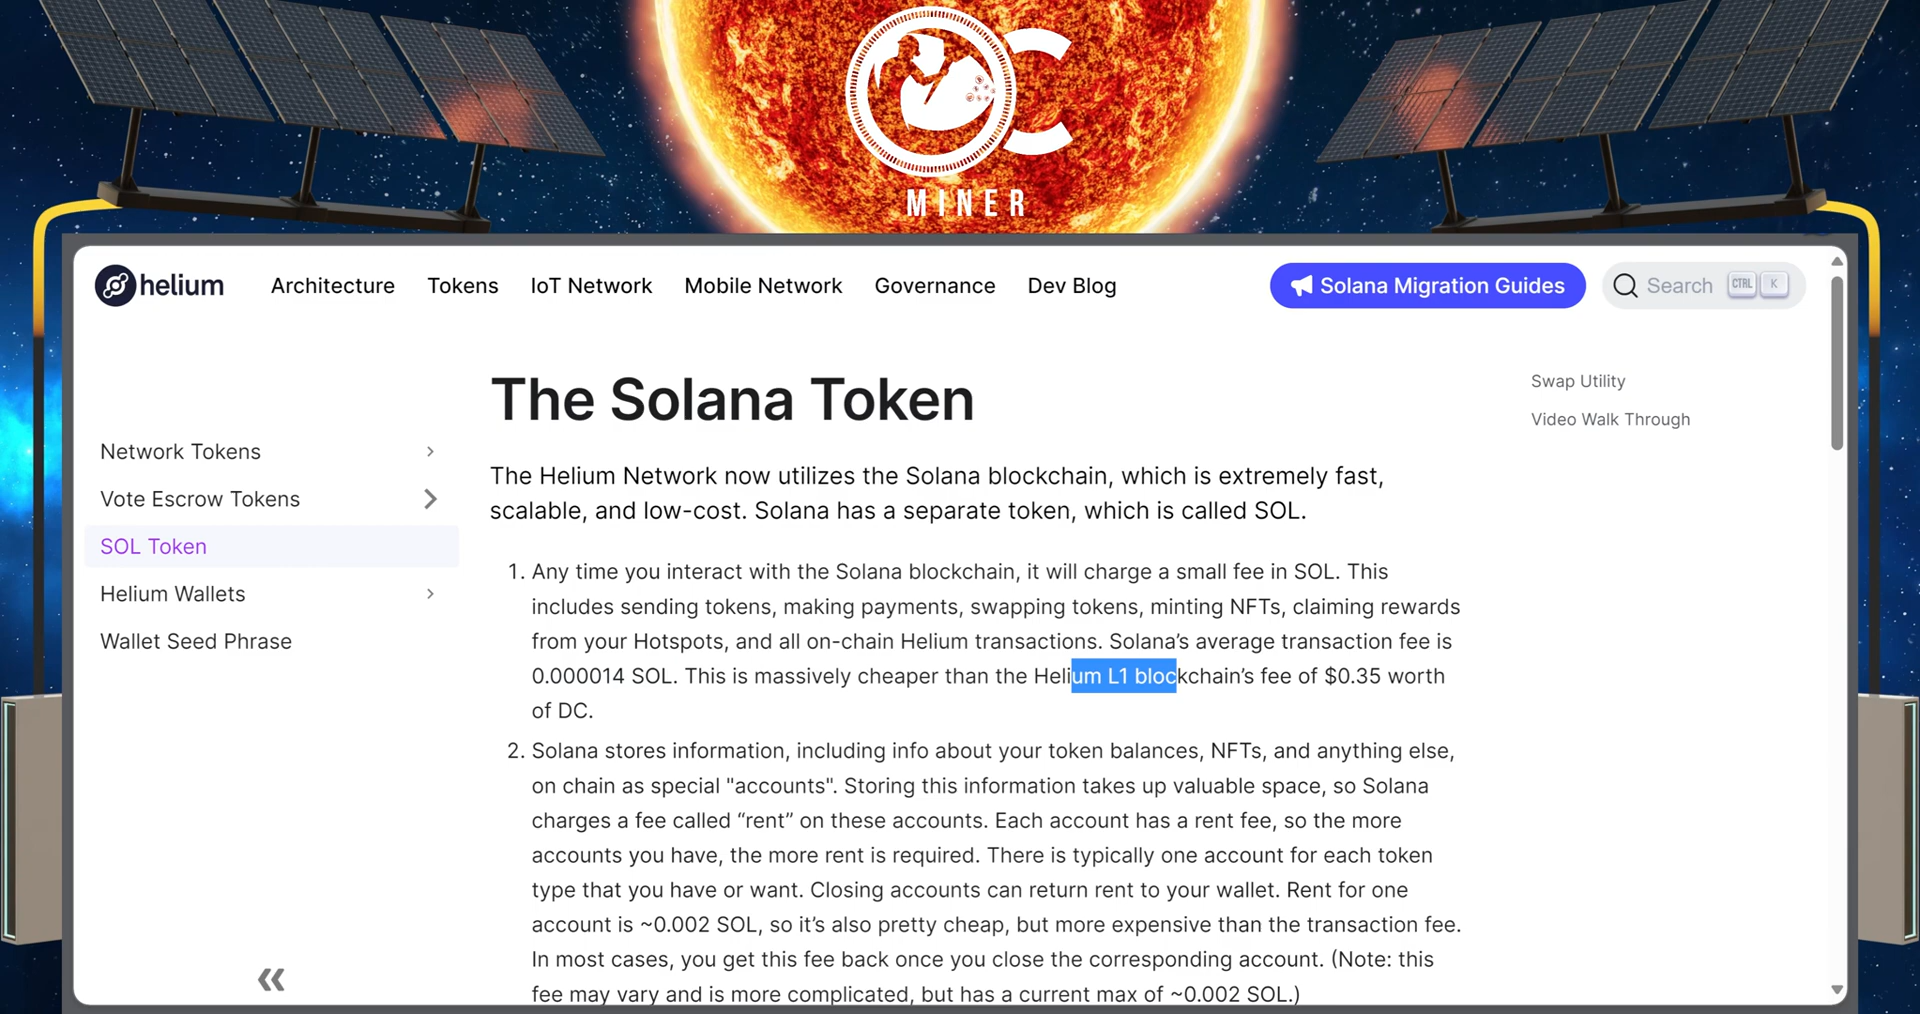 C
MINER
helium
Architecture
Tokens
IoT Network
Mobile Network
Governance
Dev Blog
Solana Migration Guides
Search
CTRL
K
Network Tokens
Vote Escrow Tokens
SOL Token
Helium Wallets
Wallet Seed Phrase
The Solana Token
The Helium Network now utilizes the Solana blockchain, which is extremely fast,
scalable, and low-cost. Solana has a separate token, which is called SOL.
1. Any time you interact with the Solana blockchain, it will charge a small fee in SOL. This
includes sending tokens, making payments, swapping tokens, minting NFTs, claiming rewards
from your Hotspots, and all on-chain Helium transactions. Solana’s average transaction fee is
0.000014 SOL. This is massively cheaper than the Helium L1 blockchain’s fee of $0.35 worth
of DC.
2. Solana stores information, including info about your token balances, NFTs, and anything else,
on chain as special "accounts". Storing this information takes up valuable space, so Solana
charges a fee called “rent” on these accounts. Each account has a rent fee, so the more
accounts you have, the more rent is required. There is typically one account for each token
type that you have or want. Closing accounts can return rent to your wallet. Rent for one
account is ~0.002 SOL, so it’s also pretty cheap, but more expensive than the transaction fee.
In most cases, you get this fee back once you close the corresponding account. (Note: this
fee may vary and is more complicated, but has a current max of ~0.002 SOL.)
Swap Utility
Video Walk Through